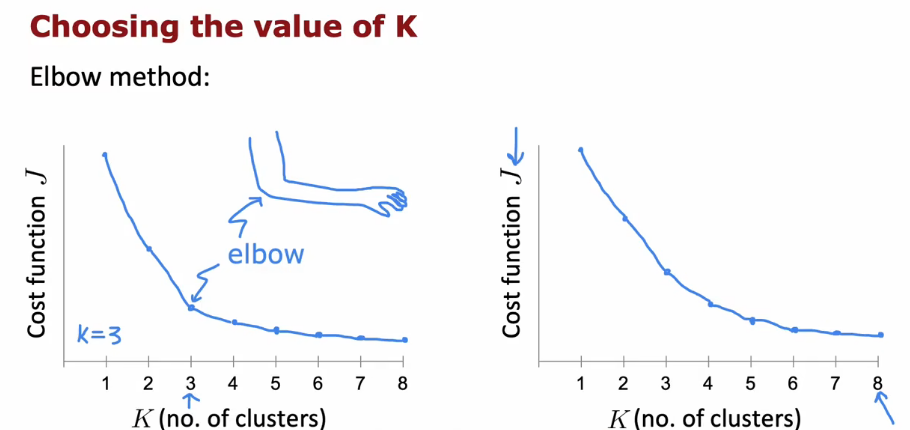 Choosing the value of K
Elbow method:
Cost function J
elbow
k=3
1 2 3 4 5 6 7 8
K (no. of clusters)
Cost function J
1 2 3 4 5 6 7 8
K (no. of clusters)